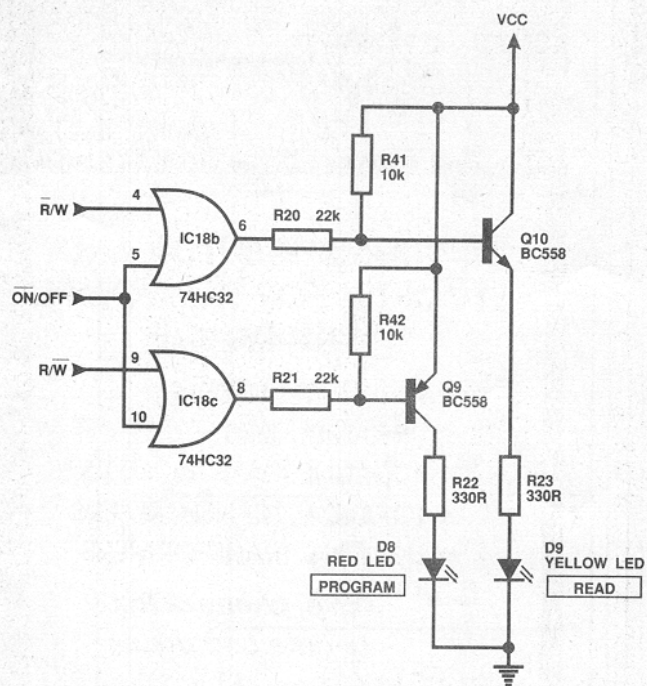 VCC
R41
10k
R̅/W
4
5
6
IC18b
74HC32
R20 22k
Q10
BC558
O̅N̅/OFF
R42
10k
R/W̅
9
10
8
IC18c
74HC32
R21 22k
Q9
BC558
R22
330R
R23
330R
D8
RED LED
PROGRAM
D9
YELLOW LED
READ